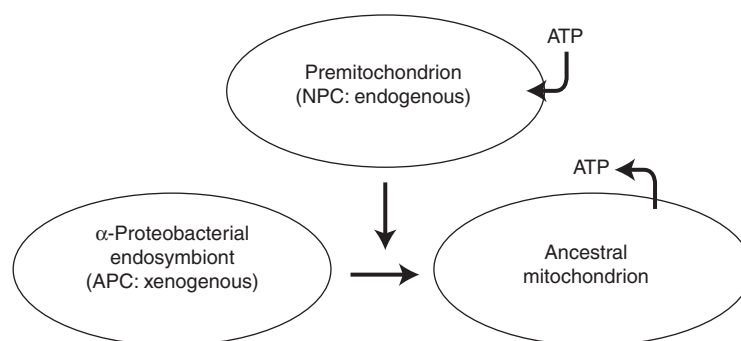 ATP
Premitochondrion
(NPC: endogenous)
ATP
α-Proteobacterial
endosymbiont
(APC: xenogenous)
Ancestral
mitochondrion